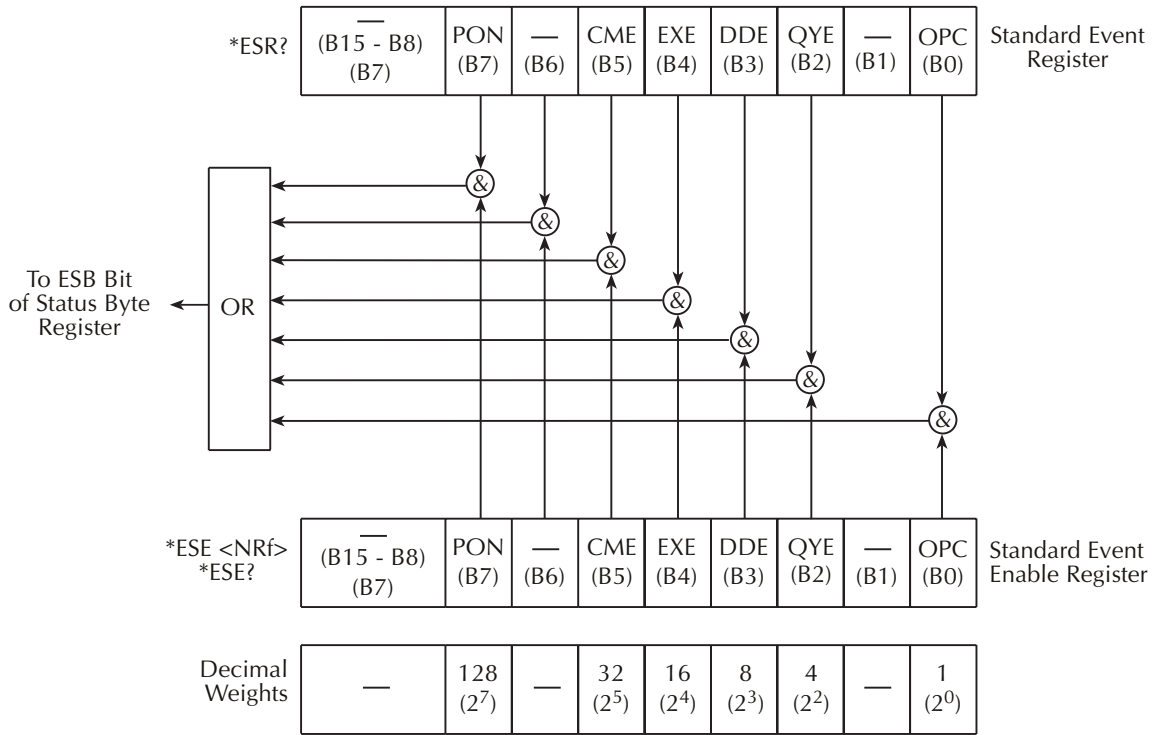 *ESR?
—
(B15 - B8)
(B7)
PON
(B7)
—
(B6)
CME
(B5)
EXE
(B4)
DDE
(B3)
QYE
(B2)
—
(B1)
OPC
(B0)
Standard Event
Register
&
&
&
&
&
&
&
To ESB Bit
of Status Byte
Register
OR
*ESE <NRf>
*ESE?
—
(B15 - B8)
(B7)
PON
(B7)
—
(B6)
CME
(B5)
EXE
(B4)
DDE
(B3)
QYE
(B2)
—
(B1)
OPC
(B0)
Standard Event
Enable Register
Decimal
Weights
—
128
(2⁷)
—
32
(2⁵)
16
(2⁴)
8
(2³)
4
(2²)
—
1
(2⁰)